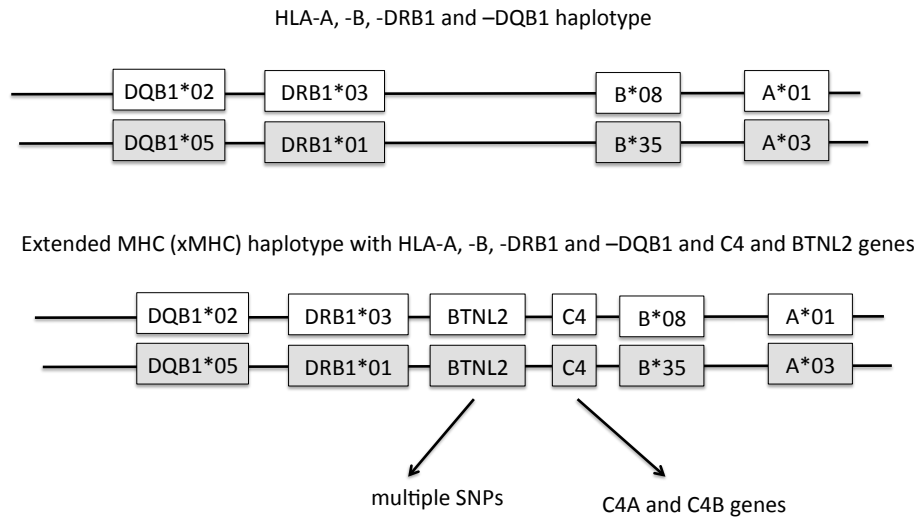 HLA-A, -B, -DRB1 and –DQB1 haplotype
DQB1*02 DRB1*03 B*08 A*01
DQB1*05 DRB1*01 B*35 A*03
Extended MHC (xMHC) haplotype with HLA-A, -B, -DRB1 and –DQB1 and C4 and BTNL2 genes
DQB1*02 DRB1*03 BTNL2 C4 B*08 A*01
DQB1*05 DRB1*01 BTNL2 C4 B*35 A*03
multiple SNPs
C4A and C4B genes